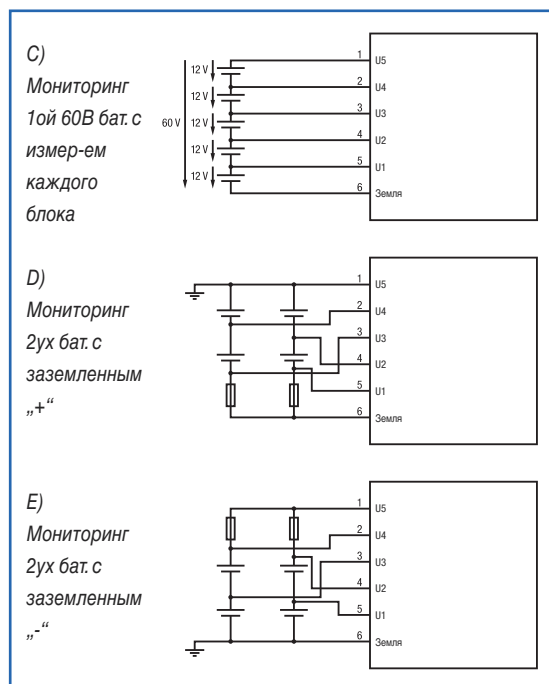 C)
Мониторинг
1ой 60В бат. с
измер-ем
каждого
блока
60 V
12 V
12 V
12 V
12 V
12 V
1 U5
2 U4
3 U3
4 U2
5 U1
6 Земля
D)
Мониторинг
2ух бат. с
заземленным
„+“
1 U5
2 U4
3 U3
4 U2
5 U1
6 Земля
E)
Мониторинг
2ух бат. с
заземленным
„-“
1 U5
2 U4
3 U3
4 U2
5 U1
6 Земля